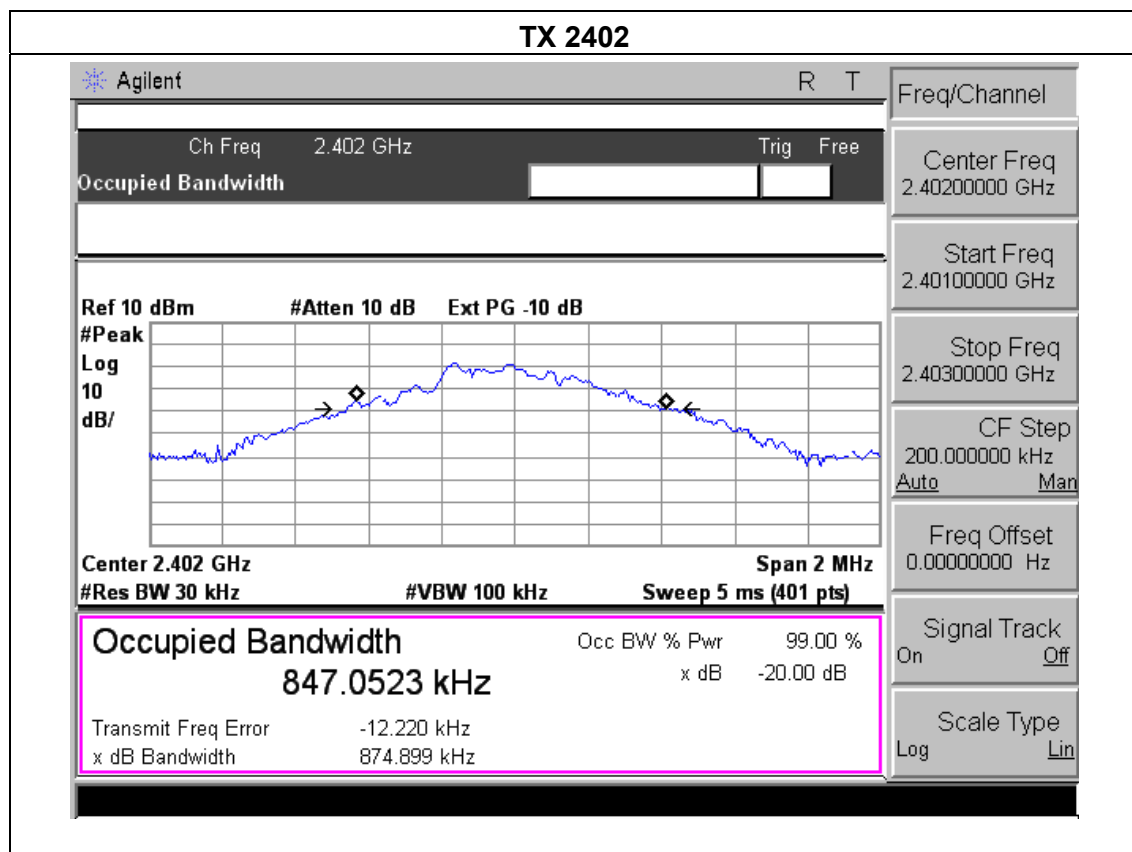 TX 2402
Agilent R T
Freq/Channel
Ch Freq 2.402 GHz Trig Free
Occupied Bandwidth
Center Freq
2.40200000 GHz
Start Freq
2.40100000 GHz
Stop Freq
2.40300000 GHz
CF Step
200.000000 kHz
Auto Man
Freq Offset
0.00000000 Hz
Signal Track
On Off
Scale Type
Log Lin
Ref 10 dBm #Atten 10 dB Ext PG -10 dB
#Peak
Log
10
dB/
Center 2.402 GHz Span 2 MHz
#Res BW 30 kHz #VBW 100 kHz Sweep 5 ms (401 pts)
Occupied Bandwidth Occ BW % Pwr 99.00 %
847.0523 kHz x dB -20.00 dB
Transmit Freq Error -12.220 kHz
x dB Bandwidth 874.899 kHz